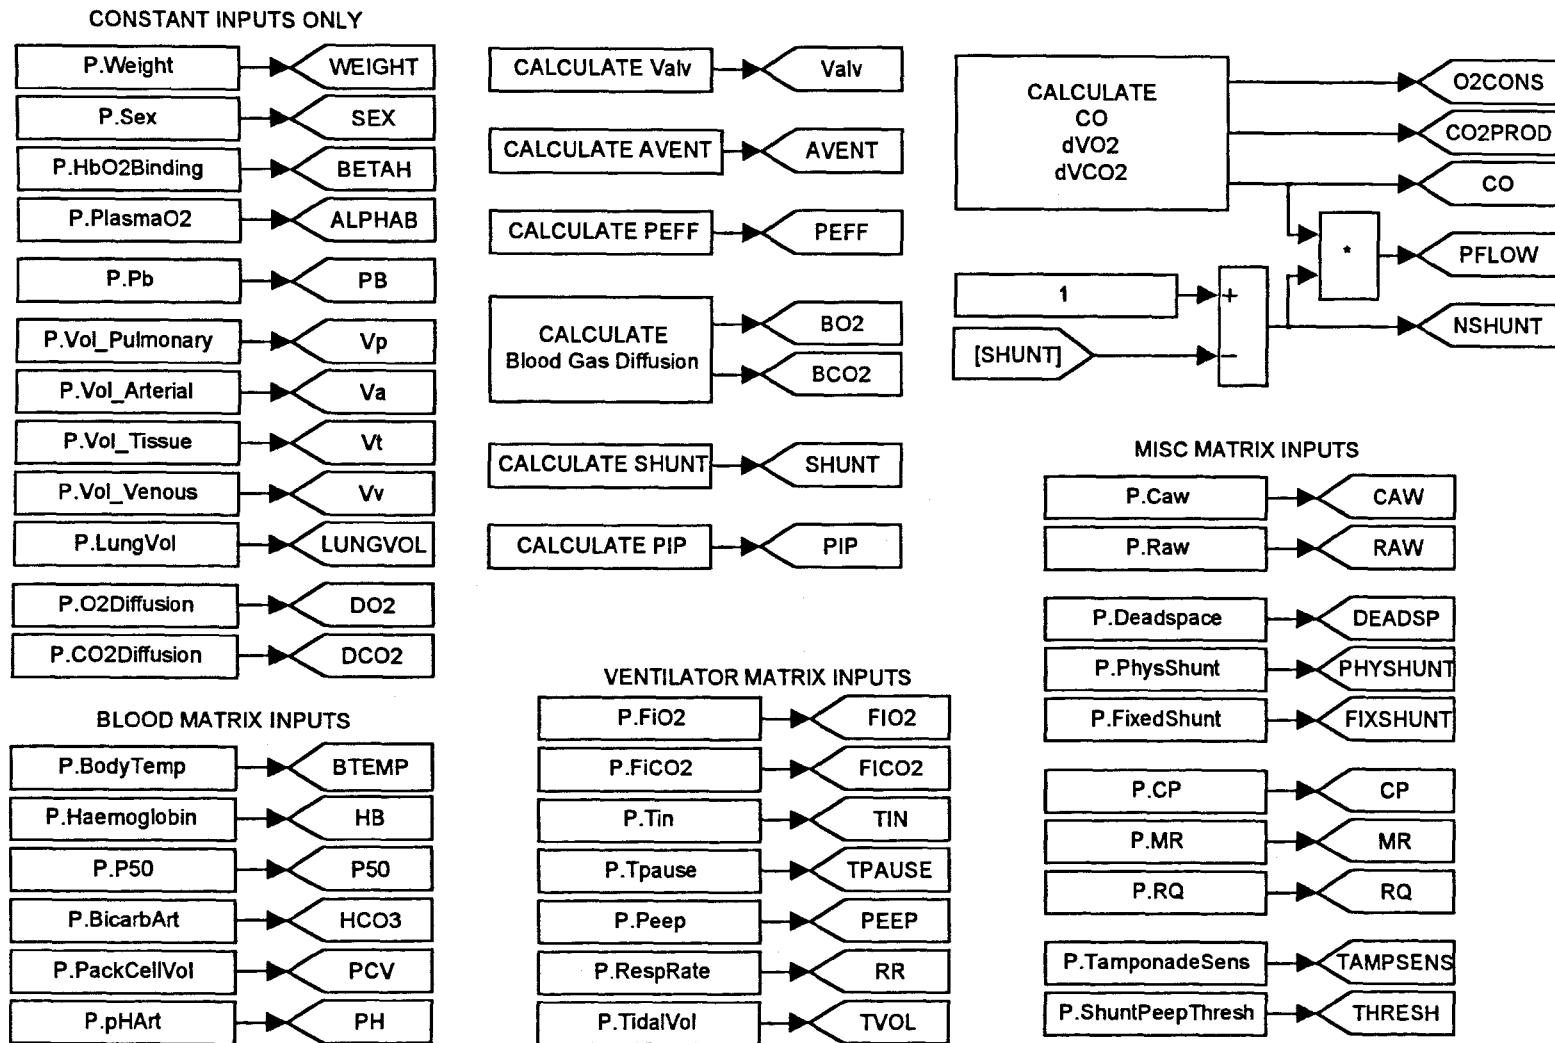 CONSTANT INPUTS ONLY
P.Weight WEIGHT
P.Sex SEX
P.HbO2Binding BETAH
P.PlasmaO2 ALPHAB
P.Pb PB
P.Vol_Pulmonary Vp
P.Vol_Arterial Va
P.Vol_Tissue Vt
P.Vol_Venous Vv
P.LungVol LUNGVOL
P.O2Diffusion DO2
P.CO2Diffusion DCO2
BLOOD MATRIX INPUTS
P.BodyTemp BTEMP
P.Haemoglobin HB
P.P50 P50
P.BicarbArt HCO3
P.PackCellVol PCV
P.pHArt PH
CALCULATE Valv Valv
CALCULATE AVENT AVENT
CALCULATE PEFF PEFF
CALCULATE
Blood Gas Diffusion
BO2
BCO2
CALCULATE SHUNT SHUNT
CALCULATE PIP PIP
VENTILATOR MATRIX INPUTS
P.FiO2 FIO2
P.FiCO2 FICO2
P.Tin TIN
P.Tpause TPAUSE
P.Peep PEEP
P.RespRate RR
P.TidalVol TVOL
CALCULATE
CO
dVO2
dVCO2
O2CONS
CO2PROD
CO
*
PFLOW
1
+
[SHUNT]
−
NSHUNT
MISC MATRIX INPUTS
P.Caw CAW
P.Raw RAW
P.Deadspace DEADSP
P.PhysShunt PHYSHUNT
P.FixedShunt FIXSHUNT
P.CP CP
P.MR MR
P.RQ RQ
P.TamponadeSens TAMPSENS
P.ShuntPeepThresh THRESH